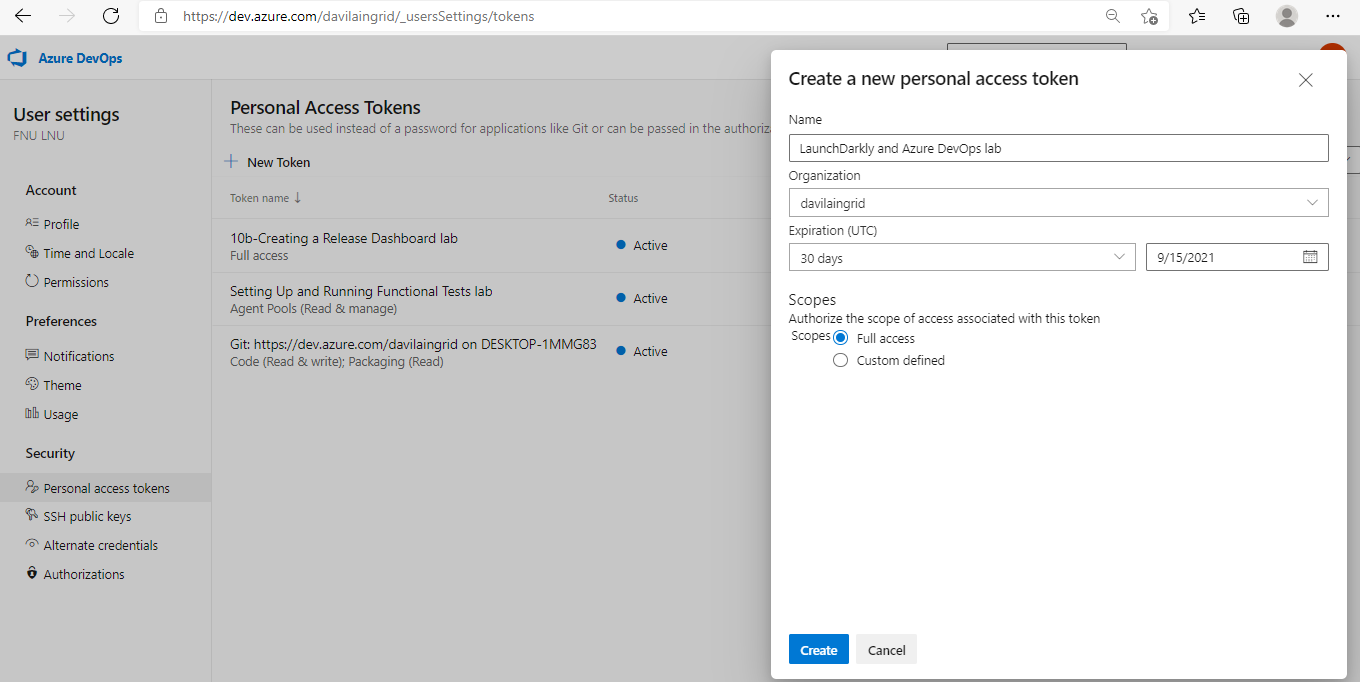 https://dev.azure.com/davilaingrid/_usersSettings/tokens
Azure DevOps
User settings
FNU LNU
Account
Profile
Time and Locale
Permissions
Preferences
Notifications
Theme
Usage
Security
Personal access tokens
SSH public keys
Alternate credentials
Authorizations
Personal Access Tokens
These can be used instead of a password for applications like Git or can be passed in the authoriza
New Token
Token name Status
10b-Creating a Release Dashboard lab
Full access
Active
Setting Up and Running Functional Tests lab
Agent Pools (Read & manage)
Active
Git: https://dev.azure.com/davilaingrid on DESKTOP-1MMG83
Code (Read & write); Packaging (Read)
Active
Create a new personal access token
Name
LaunchDarkly and Azure DevOps lab
Organization
davilaingrid
Expiration (UTC)
30 days 9/15/2021
Scopes
Authorize the scope of access associated with this token
Scopes Full access
Custom defined
Create Cancel